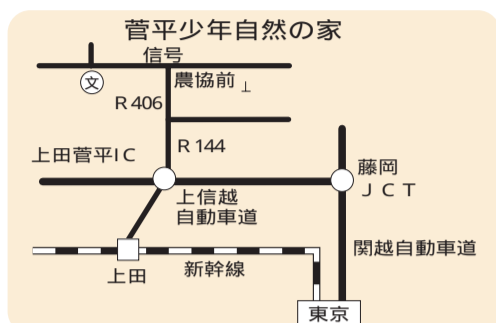 菅平少年自然の家
信号
文
農協前
R 406
R 144
上田菅平IC
藤岡
ＪＣＴ
上信越
自動車道
関越自動車道
上田
新幹線
東京